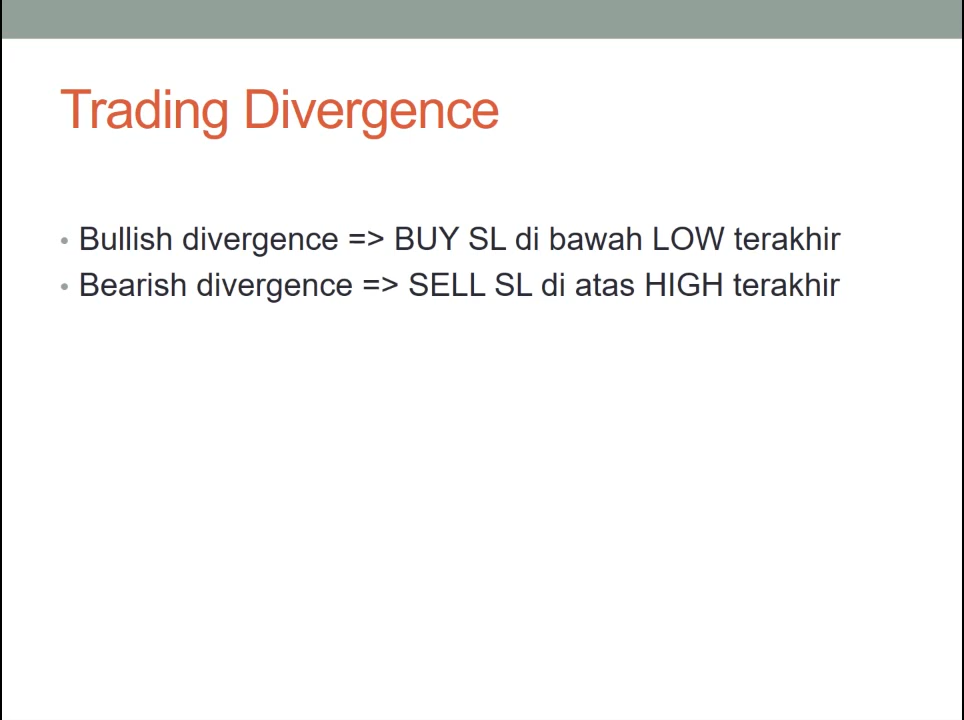 Trading Divergence
• Bullish divergence => BUY SL di bawah LOW terakhir
• Bearish divergence => SELL SL di atas HIGH terakhir